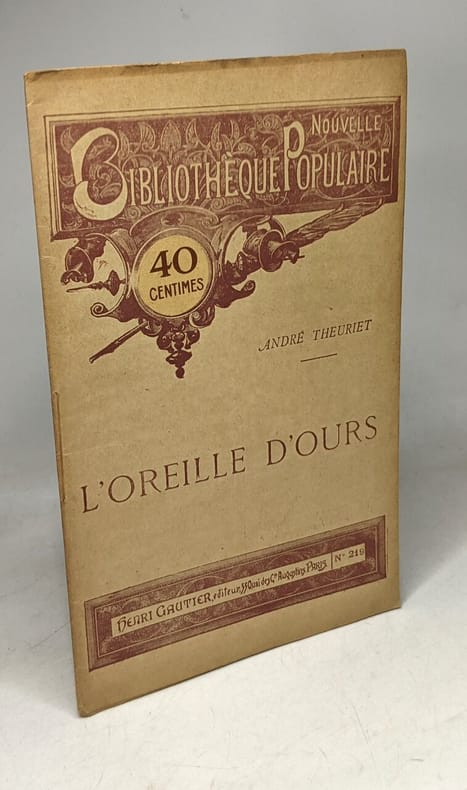 NOUVELLE
BIBLIOTHÈQUE POPULAIRE
40
CENTIMES
ANDRÉ THEURIET
L'OREILLE D'OURS
HENRI GAUTIER, éditeur, 55 Quai des Gds Augustins PARIS | N° 219